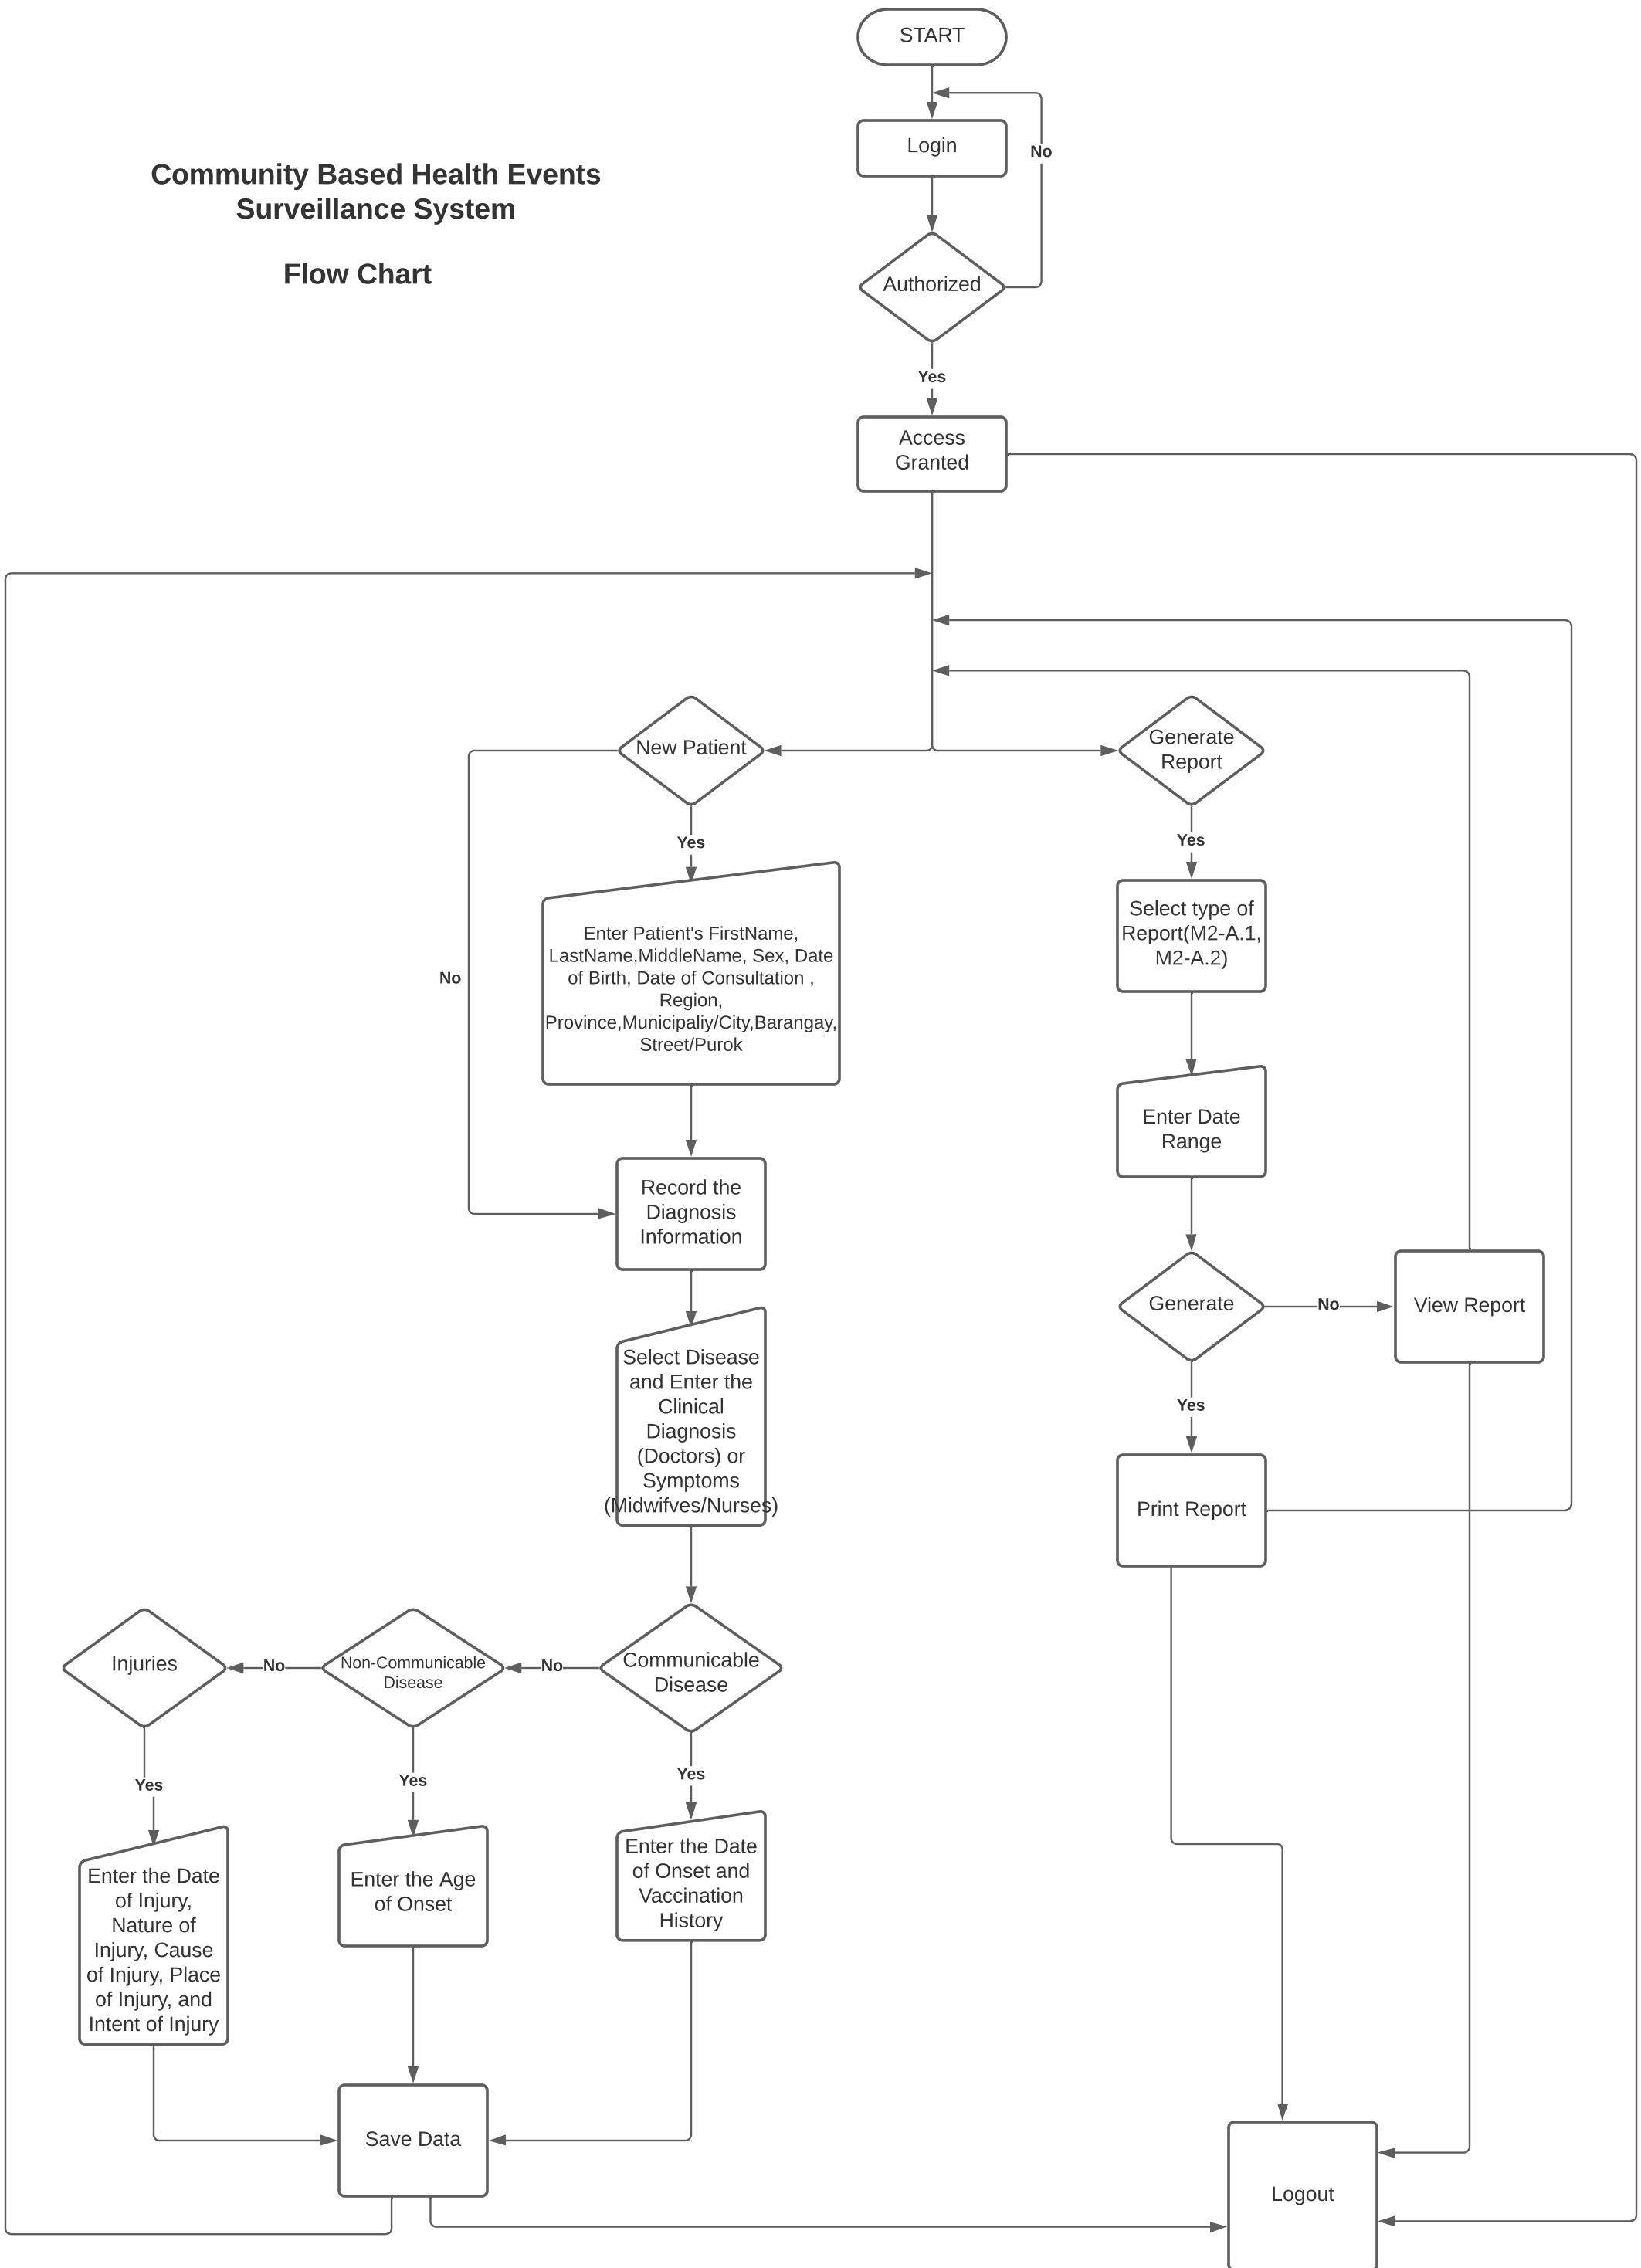 START
Login
No
Community Based Health Events
Surveillance System
Flow Chart
Authorized
Yes
Access
Granted
New Patient
Generate
Report
Yes
Yes
Enter Patient's FirstName,
LastName,MiddleName, Sex, Date
of Birth, Date of Consultation ,
Region,
Province,Municipaliy/City,Barangay,
Street/Purok
Select type of
Report(M2-A.1,
M2-A.2)
No
Enter Date
Range
Record the
Diagnosis
Information
Generate
No
View Report
Select Disease
and Enter the
Clinical
Diagnosis
(Doctors) or
Symptoms
(Midwifves/Nurses)
Yes
Print Report
Injuries
No
Non-Communicable
Disease
No
Communicable
Disease
Yes
Yes
Yes
Enter the Date
of Injury,
Nature of
Injury, Cause
of Injury, Place
of Injury, and
Intent of Injury
Enter the Age
of Onset
Enter the Date
of Onset and
Vaccination
History
Save Data
Logout